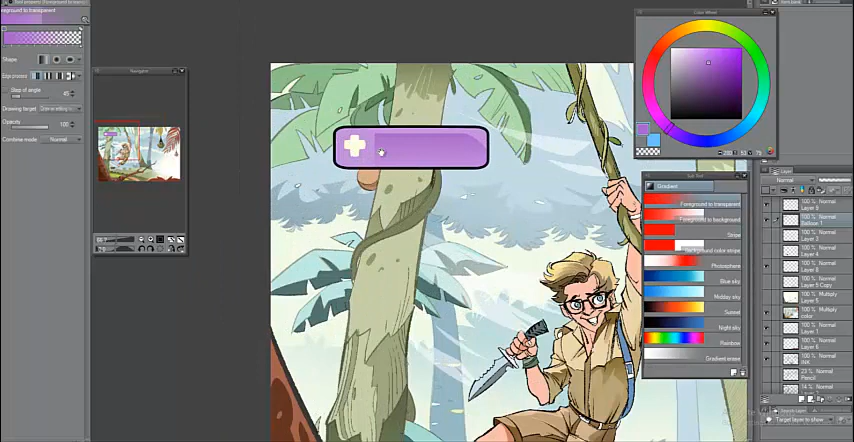 foreground to transparent
Shape
Edge process
Step of angle
45
Drawing target
Opacity
100
Combine mode
Normal
Navigator
Color Wheel
Sub Tool
Gradient
Foreground to transparent
Foreground to background
Stripe
Background color stripe
Photosphere
Blue sky
Midday sky
Sunset
Night sky
Rainbow
Gradient erase
Layer
Normal
100 % Normal
Layer 9
100 % Normal
Balloon 1
100 % Normal
Layer 3
100 % Normal
Layer 4
100 % Normal
Layer 8
100 % Normal
Layer 9 Copy
100 % Multiply
Layer 5
100 % Multiply
color
100 % Normal
Layer 1
100 % Normal
Layer 6
100 % Normal
INK
23 % Normal
Pencil
14 % Normal
Search Layer
Target layer to show